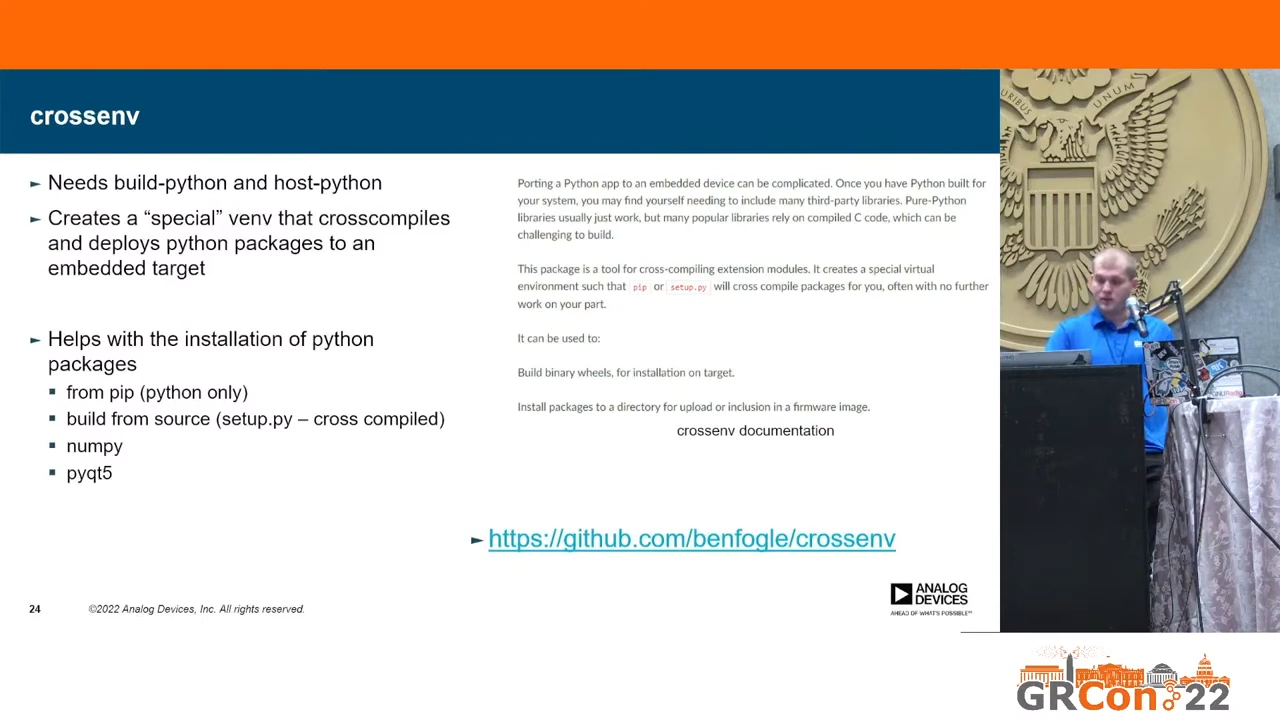 crossenv
► Needs build-python and host-python
► Creates a “special” venv that crosscompiles
and deploys python packages to an
embedded target
► Helps with the installation of python
packages
▪ from pip (python only)
▪ build from source (setup.py – cross compiled)
▪ numpy
▪ pyqt5
Porting a Python app to an embedded device can be complicated. Once you have Python built for
your system, you may find yourself needing to include many third-party libraries. Pure-Python
libraries usually just work, but many popular libraries rely on compiled C code, which can be
challenging to build.
This package is a tool for cross-compiling extension modules. It creates a special virtual
environment such that pip or setup.py will cross compile packages for you, often with no further
work on your part.
It can be used to:
Build binary wheels, for installation on target.
Install packages to a directory for upload or inclusion in a firmware image.
crossenv documentation
► https://github.com/benfogle/crossenv
24
©2022 Analog Devices, Inc. All rights reserved.
ANALOG
DEVICES
AHEAD OF WHAT'S POSSIBLE™
PLURIBUS UNUM
GRCon 22